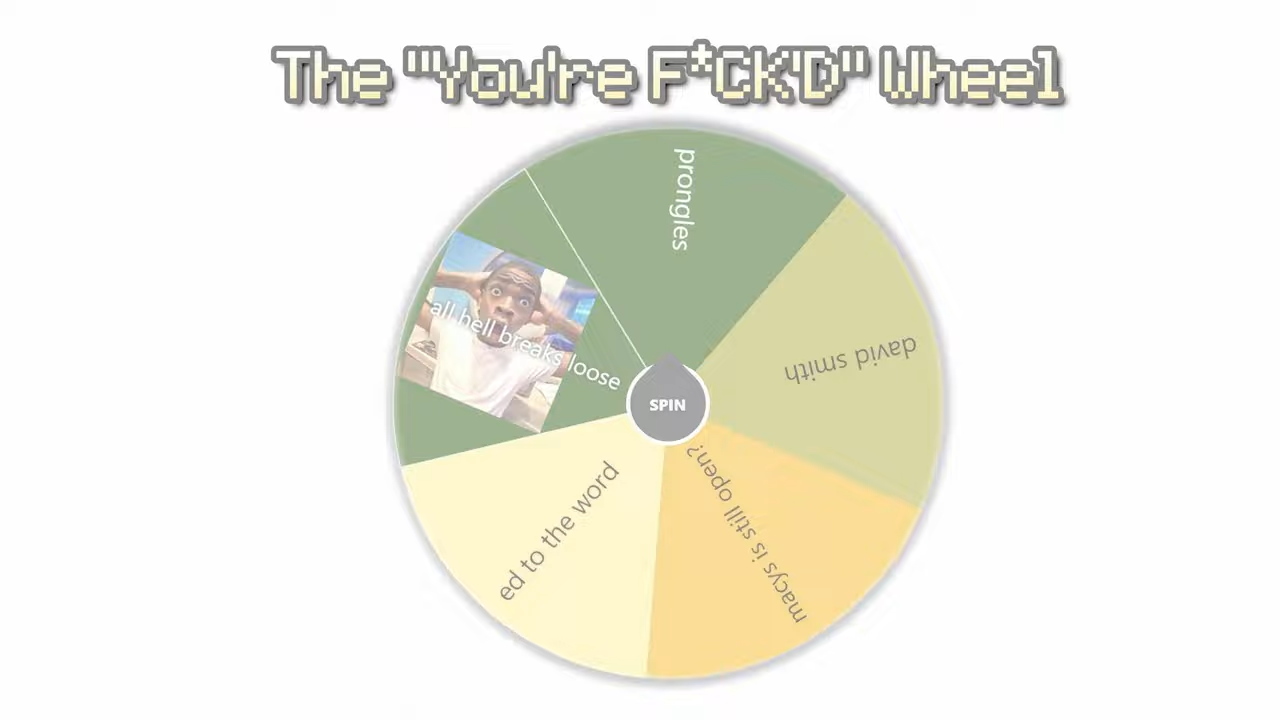 The "You're F*CK'D" Wheel
prongles
david smith
macys is still open?
ed to the word
all hell breaks loose
SPIN